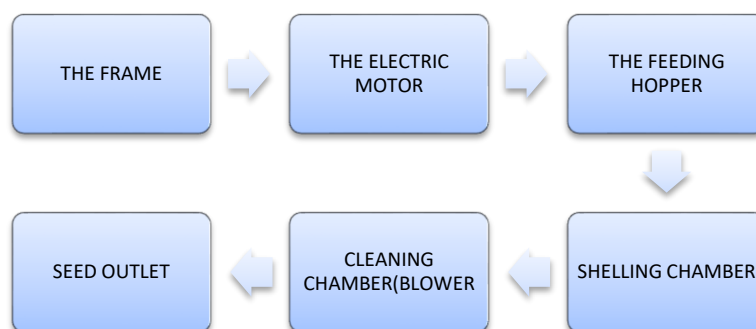 THE FRAME
THE ELECTRIC
MOTOR
THE FEEDING
HOPPER
SHELLING CHAMBER
CLEANING
CHAMBER(BLOWER
SEED OUTLET